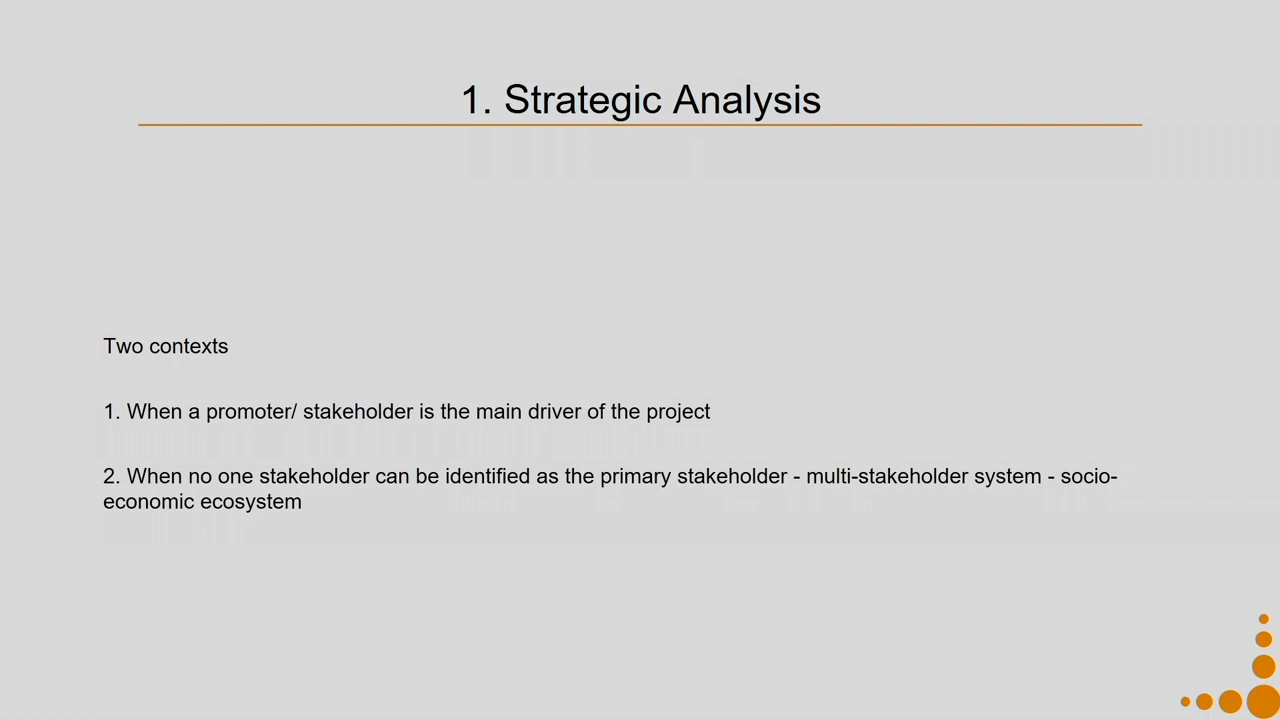 1. Strategic Analysis
Two contexts
1. When a promoter/ stakeholder is the main driver of the project
2. When no one stakeholder can be identified as the primary stakeholder - multi-stakeholder system - socio-
economic ecosystem